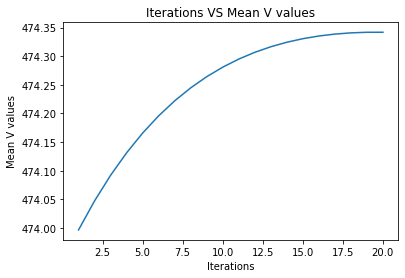 Iterations VS Mean V values
Mean V values
474.35
474.30
474.25
474.20
474.15
474.10
474.05
474.00
2.5 5.0 7.5 10.0 12.5 15.0 17.5 20.0
Iterations